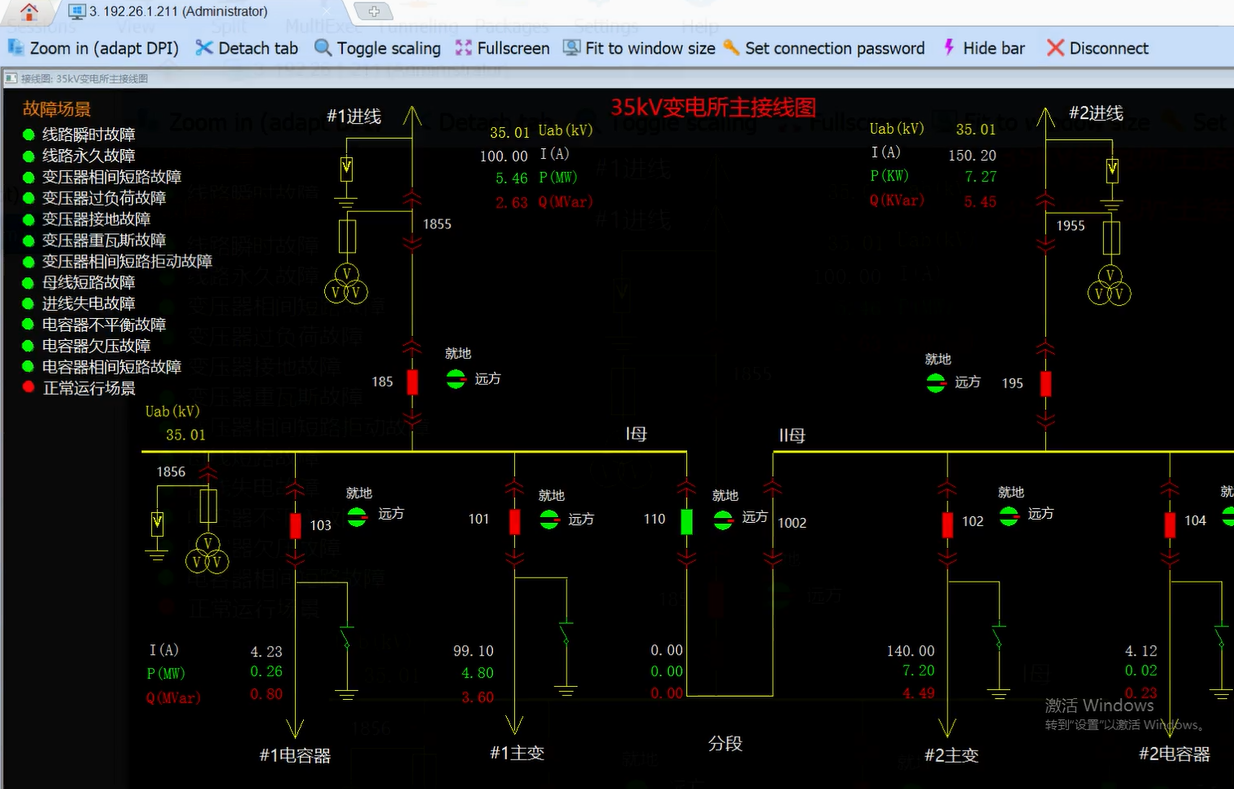 3. 192.26.1.211 (Administrator)
Zoom in (adapt DPI) Detach tab Toggle scaling Fullscreen Fit to window size Set connection password Hide bar Disconnect
接线图: 35kV变电所主接线图
35kV变电所主接线图
故障场景
线路瞬时故障
线路永久故障
变压器相间短路故障
变压器过负荷故障
变压器接地故障
变压器重瓦斯故障
变压器相间短路拒动故障
母线短路故障
进线失电故障
电容器不平衡故障
电容器欠压故障
电容器相间短路故障
正常运行场景
#1进线
35.01 Uab(kV)
100.00 I(A)
5.46 P(MW)
2.63 Q(MVar)
1855
V
V V
#2进线
Uab(kV) 35.01
I(A) 150.20
P(KW) 7.27
Q(KVar) 5.45
1955
V
V V
185
就地
远方
就地
远方
195
Uab(kV)
35.01
I母
II母
1856
V
V V
103
就地
远方
101
就地
远方
110
就地
远方
1002
102
就地
远方
104
就
I(A) 4.23
P(MW) 0.26
Q(MVar) 0.80
99.10
4.80
3.60
0.00
0.00
0.00
140.00
7.20
4.49
4.12
0.02
0.23
激活 Windows
转到"设置"以激活 Windows。
#1电容器
#1主变
分段
#2主变
#2电容器